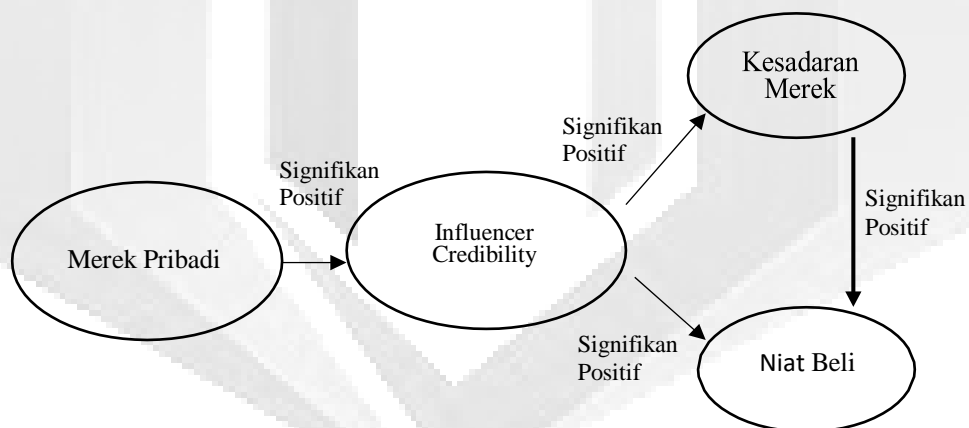 Merek Pribadi
Signifikan
Positif
Influencer
Credibility
Signifikan
Positif
Kesadaran
Merek
Signifikan
Positif
Signifikan
Positif
Niat Beli